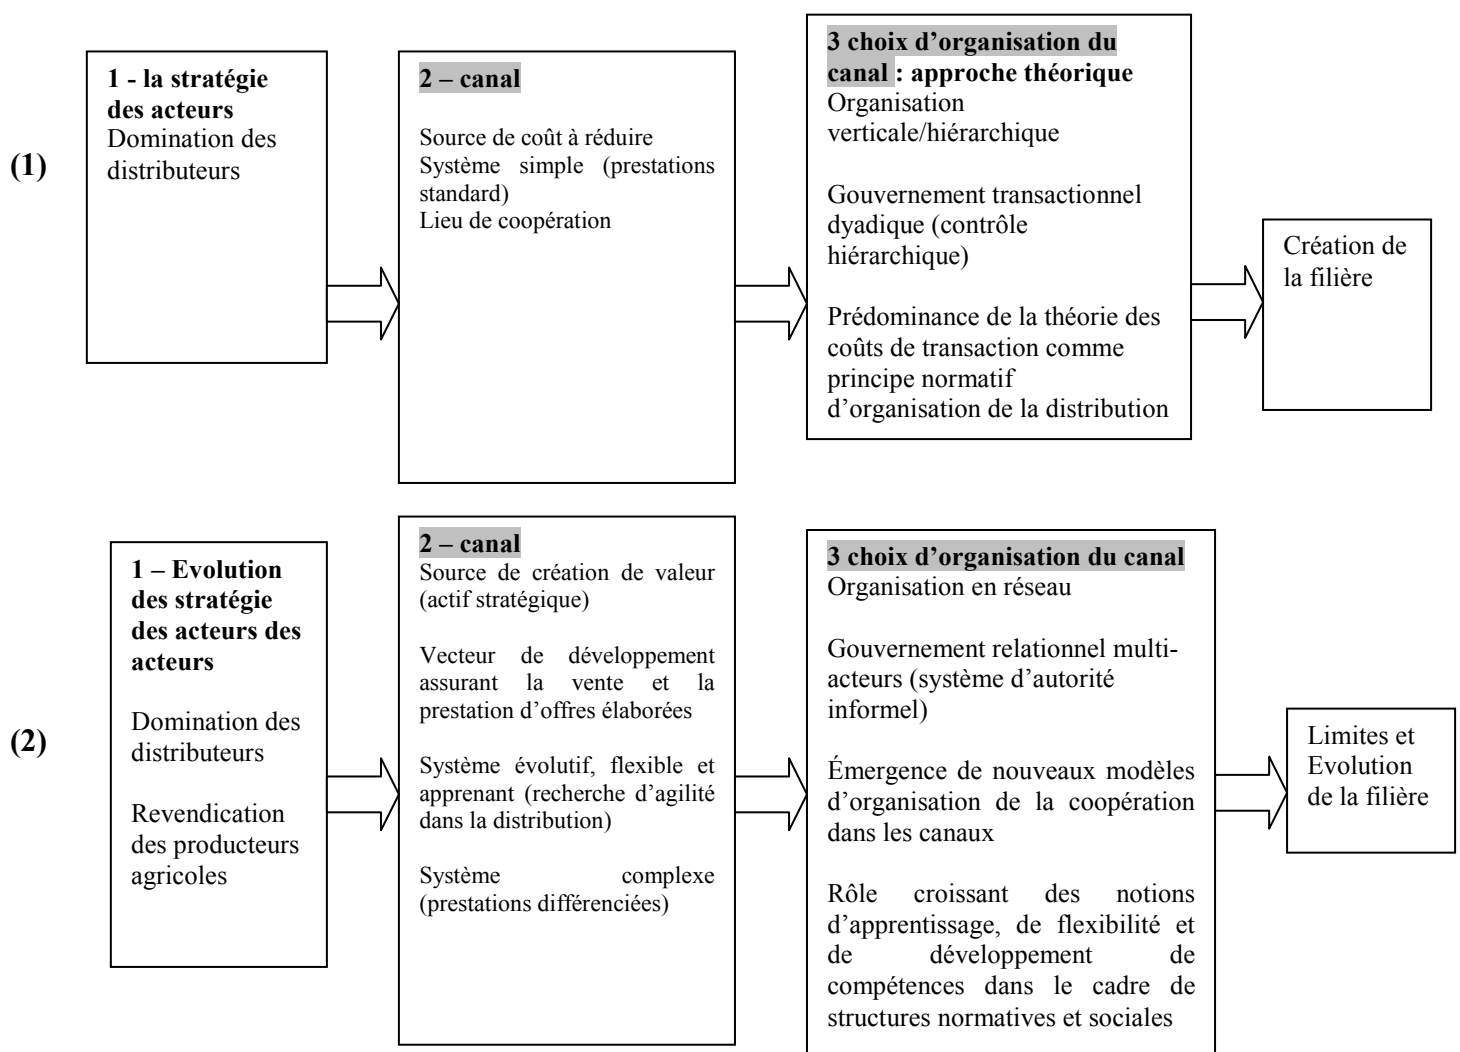 (1)
1 - la stratégie
des acteurs
Domination des
distributeurs
2 – canal
Source de coût à réduire
Système simple (prestations
standard)
Lieu de coopération
3 choix d’organisation du
canal : approche théorique
Organisation
verticale/hiérarchique
Gouvernement transactionnel
dyadique (contrôle
hiérarchique)
Prédominance de la théorie des
coûts de transaction comme
principe normatif
d’organisation de la distribution
Création de
la filière
(2)
1 – Evolution
des stratégie
des acteurs des
acteurs
Domination des
distributeurs
Revendication
des producteurs
agricoles
2 – canal
Source de création de valeur
(actif stratégique)
Vecteur de développement
assurant la vente et la
prestation d’offres élaborées
Système évolutif, flexible et
apprenant (recherche d’agilité
dans la distribution)
Système complexe
(prestations différenciées)
3 choix d’organisation du canal
Organisation en réseau
Gouvernement relationnel multi-
acteurs (système d’autorité
informel)
Émergence de nouveaux modèles
d’organisation de la coopération
dans les canaux
Rôle croissant des notions
d’apprentissage, de flexibilité et
de développement de
compétences dans le cadre de
structures normatives et sociales
Limites et
Evolution
de la filière